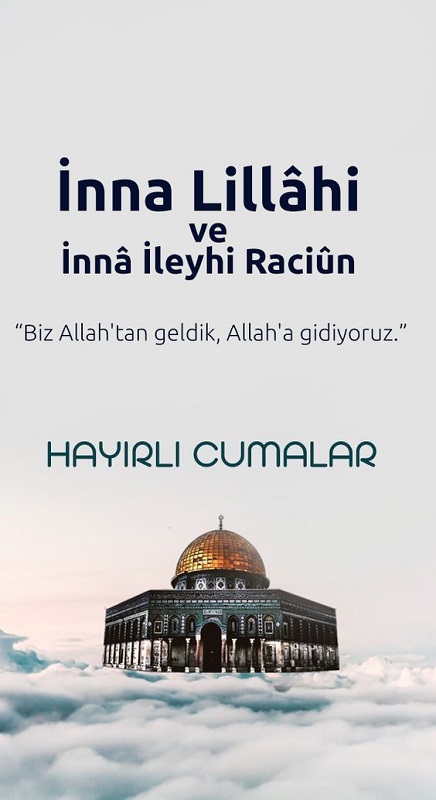 İnna Lillâhi
ve
İnnâ İleyhi Raciûn
“Biz Allah'tan geldik, Allah'a gidiyoruz.”
HAYIRLI CUMALAR